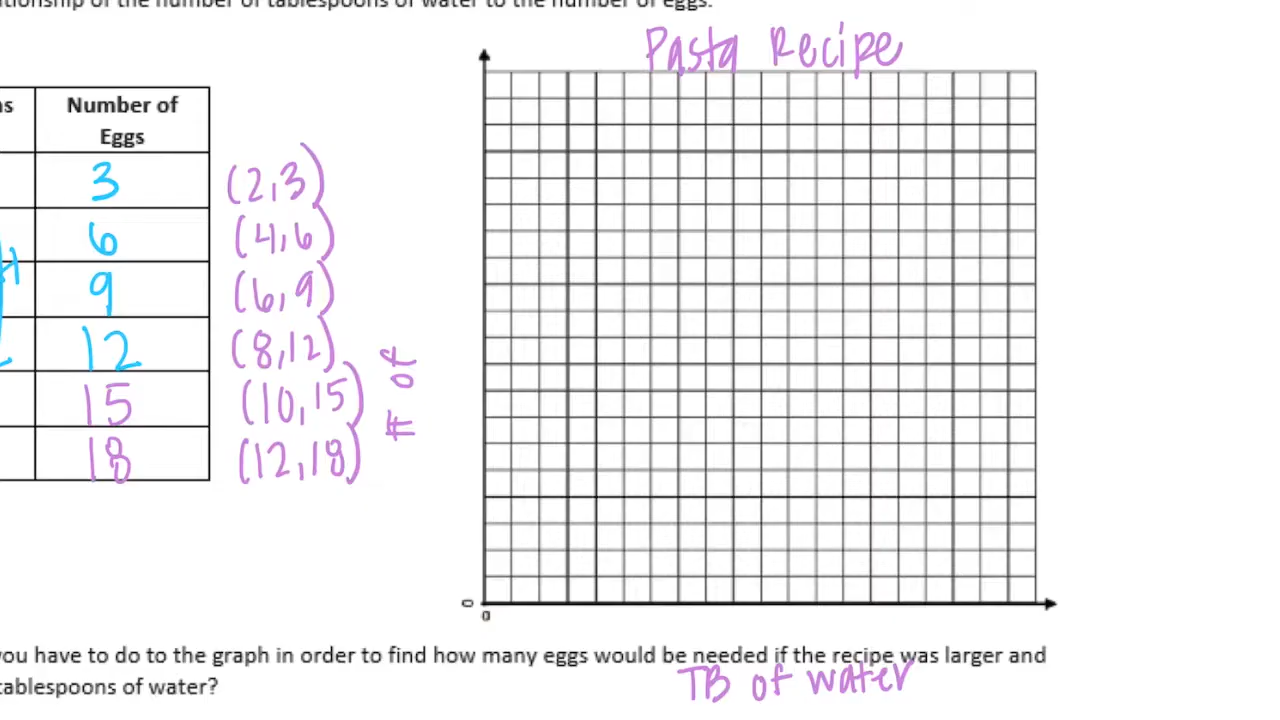 tionship of the number of tablespoons of water to the number of eggs.
Pasta Recipe
ns
Number of
Eggs
3 (2,3)
6 (4,6)
9 (6,9)
12 (8,12)
15 (10,15)
18 (12,18)
# of
0
0
you have to do to the graph in order to find how many eggs would be needed if the recipe was larger and
tablespoons of water?
TB of water